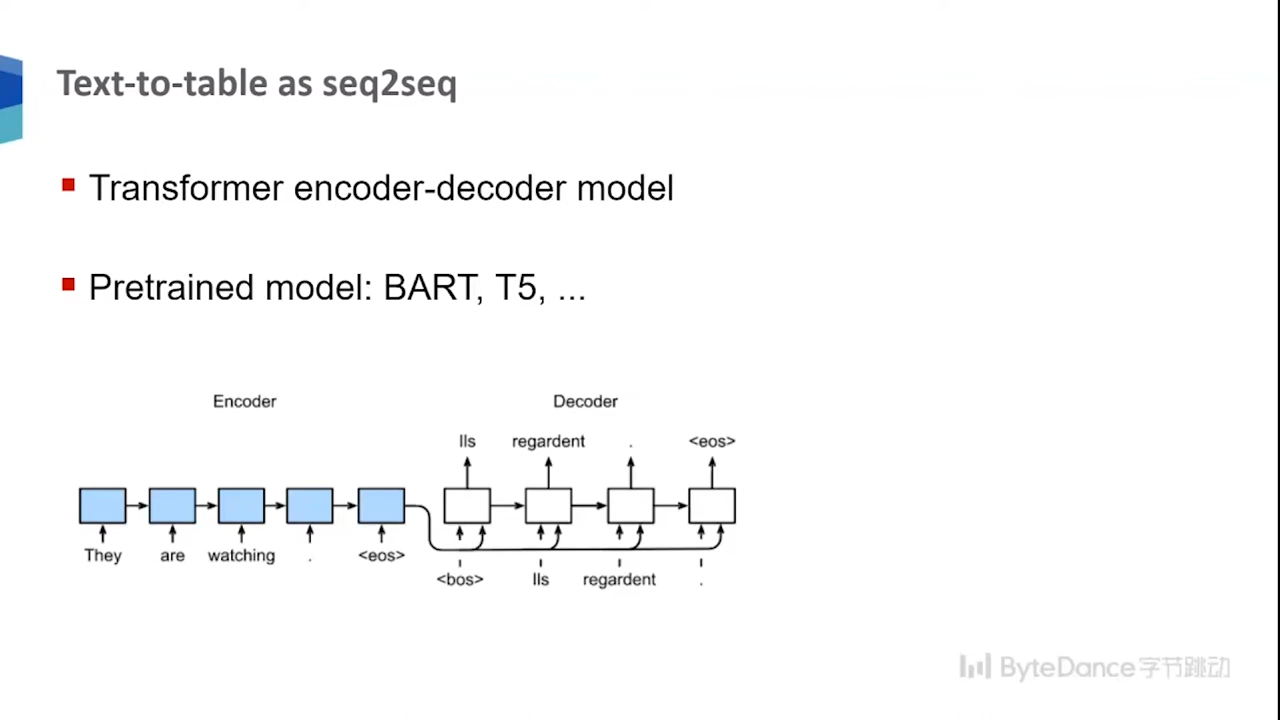 Text-to-table as seq2seq
Transformer encoder-decoder model
Pretrained model: BART, T5, ...
Encoder
Decoder
Ils regardent . <eos>
They are watching . <eos>
<bos> Ils regardent .
ByteDance字节跳动